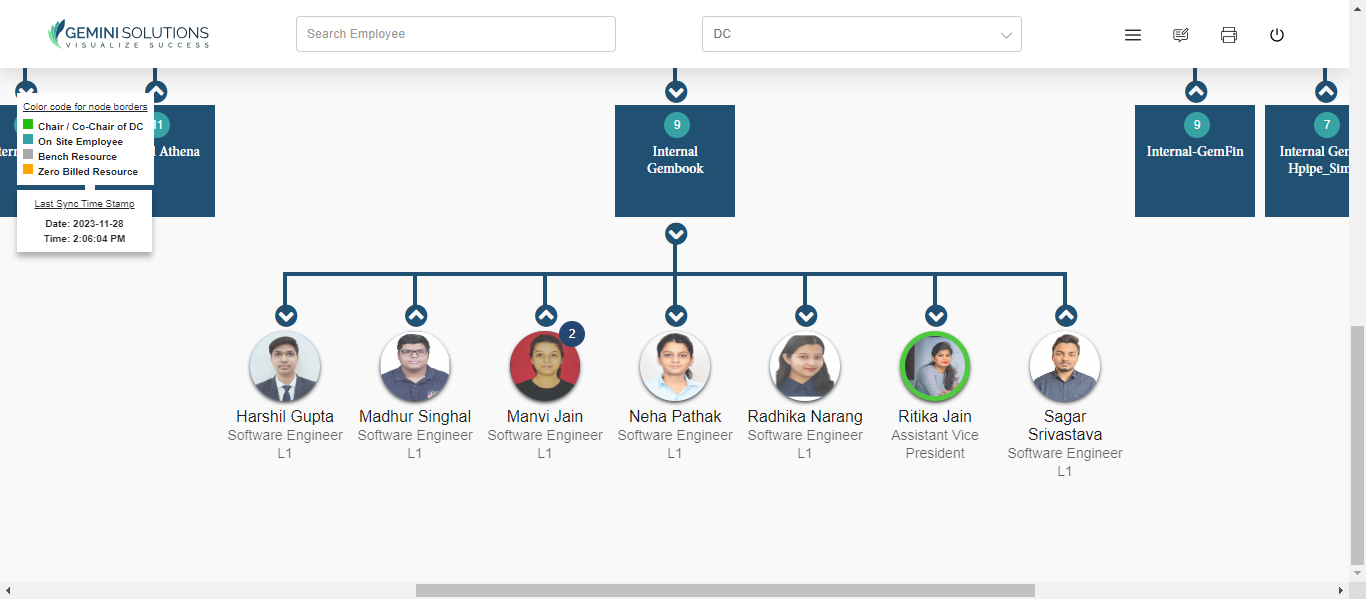 GEMINI SOLUTIONS
VISUALIZE SUCCESS
Search Employee
DC
Color code for node borders
Chair / Co-Chair of DC
On Site Employee
Bench Resource
Zero Billed Resource
Last Sync Time Stamp
Date: 2023-11-28
Time: 2:06:04 PM
11
Athena
9
Internal
Gembook
9
Internal-GemFin
7
Internal Gem
Hpipe_Sim
2
Harshil Gupta
Software Engineer
L1
Madhur Singhal
Software Engineer
L1
Manvi Jain
Software Engineer
L1
Neha Pathak
Software Engineer
L1
Radhika Narang
Software Engineer
L1
Ritika Jain
Assistant Vice
President
Sagar
Srivastava
Software Engineer
L1